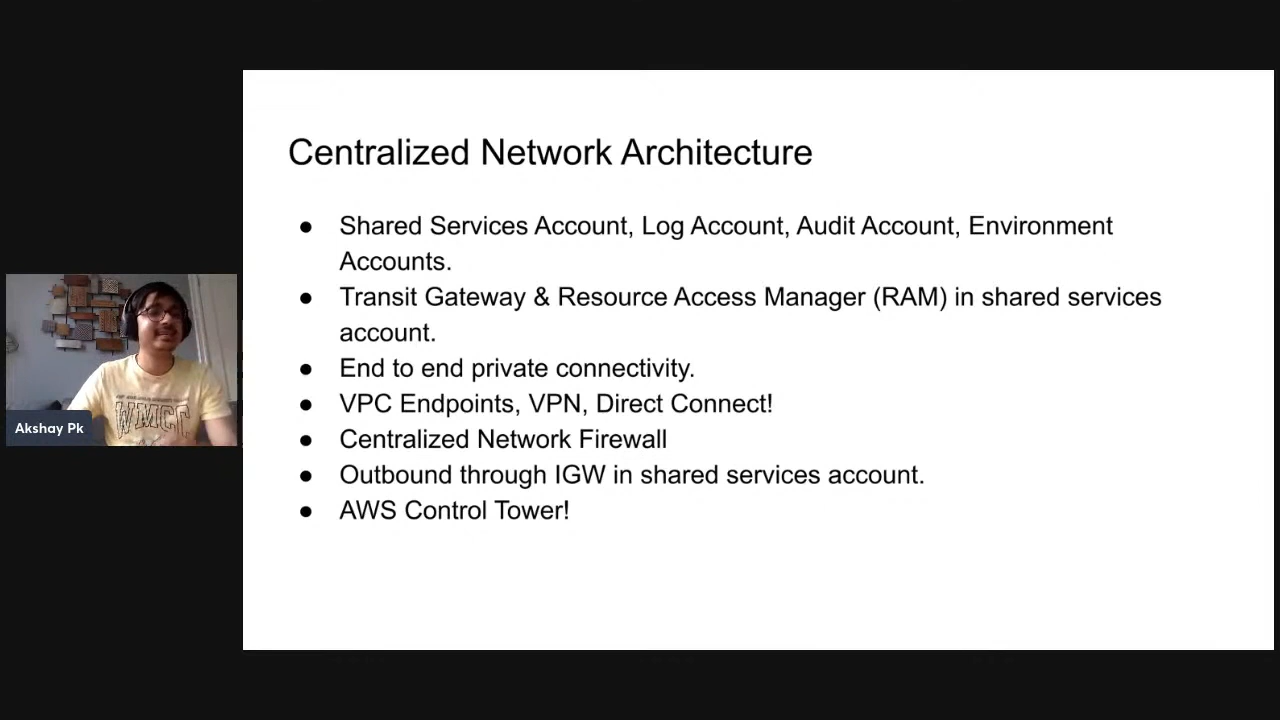 Centralized Network Architecture
● Shared Services Account, Log Account, Audit Account, Environment
Accounts.
● Transit Gateway & Resource Access Manager (RAM) in shared services
account.
● End to end private connectivity.
● VPC Endpoints, VPN, Direct Connect!
● Centralized Network Firewall
● Outbound through IGW in shared services account.
● AWS Control Tower!
WMCC
Akshay Pk